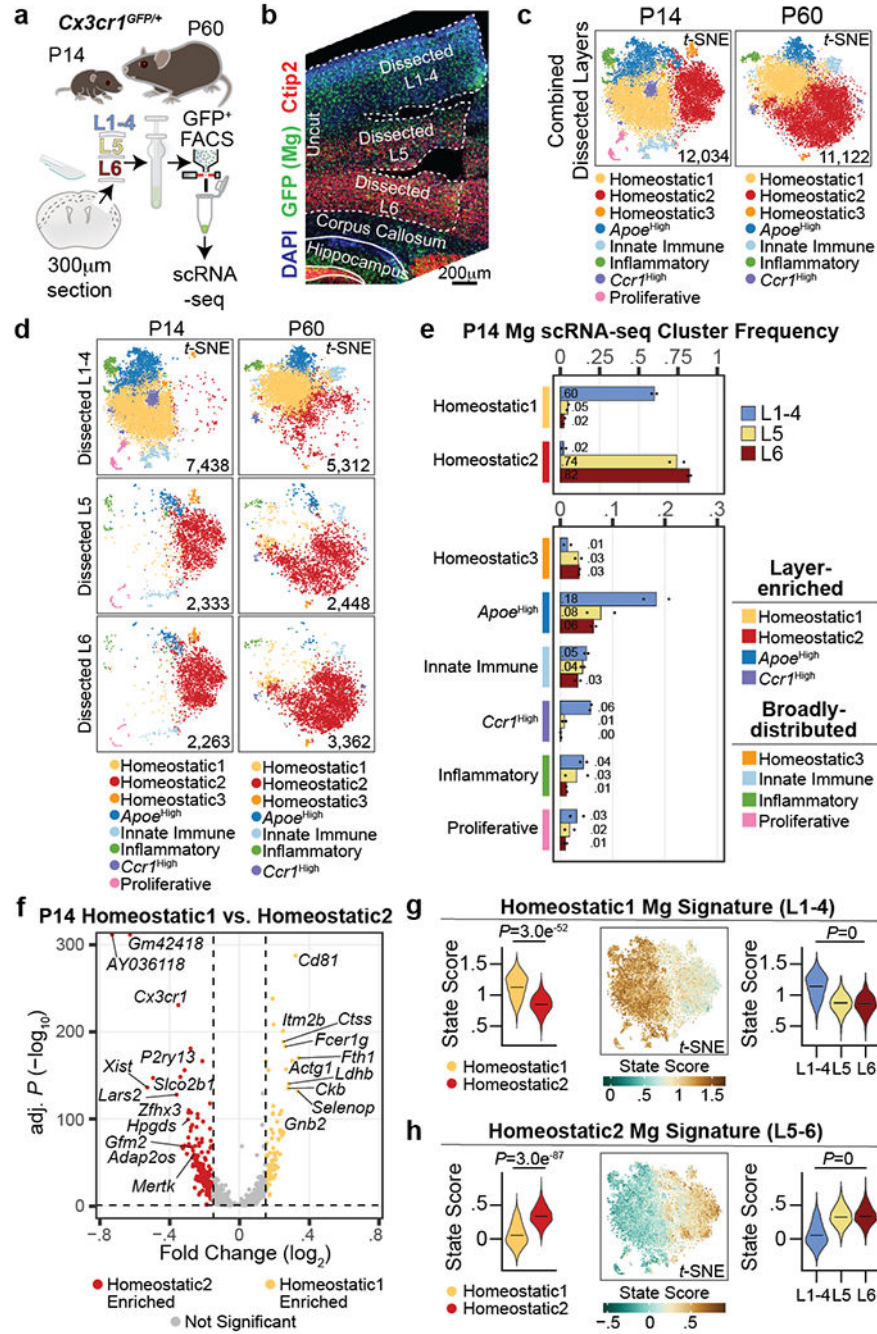 a
Cx3cr1GFP/+
P14
P60
L1-4
L5
L6
GFP+
FACS
300μm
section
scRNA
-seq
b
DAPI GFP (Mg) Ctip2
Uncut
Dissected
L1-4
Dissected
L5
Dissected
L6
Corpus Callosum
Hippocampus
200μm
c
P14
P60
Combined
Dissected Layers
t-SNE
12,034
t-SNE
11,122
Homeostatic1
Homeostatic2
Homeostatic3
ApoeHigh
Innate Immune
Inflammatory
Ccr1High
Proliferative
Homeostatic1
Homeostatic2
Homeostatic3
ApoeHigh
Innate Immune
Inflammatory
Ccr1High
d
P14
P60
Dissected L1-4
t-SNE
7,438
t-SNE
5,312
Dissected L5
2,333
2,448
Dissected L6
2,263
3,362
Homeostatic1
Homeostatic2
Homeostatic3
ApoeHigh
Innate Immune
Inflammatory
Ccr1High
Proliferative
Homeostatic1
Homeostatic2
Homeostatic3
ApoeHigh
Innate Immune
Inflammatory
Ccr1High
e
P14 Mg scRNA-seq Cluster Frequency
0 .25 .5 .75 1
Homeostatic1
.60
.05
.02
Homeostatic2
.02
.74
.82
L1-4
L5
L6
0 .1 .2 .3
Homeostatic3
.01
.03
.03
ApoeHigh
.18
.08
.06
Innate Immune
.05
.04
.03
Ccr1High
.06
.01
.00
Inflammatory
.04
.03
.01
Proliferative
.03
.02
.01
Layer-
enriched
Homeostatic1
Homeostatic2
ApoeHigh
Ccr1High
Broadly-
distributed
Homeostatic3
Innate Immune
Inflammatory
Proliferative
f
P14 Homeostatic1 vs. Homeostatic2
adj. P (−log10)
300
200
100
0
Gm42418
AY036118
Cx3cr1
P2ry13
Xist
Slco2b1
Lars2
Zfhx3
Hpgds
Gfm2
Adap2os
Mertk
Cd81
Itm2b
Ctss
Fcer1g
Fth1
Actg1
Ldhb
Ckb
Selenop
Gnb2
−.8 −.4 0 .4 .8
Fold Change (log2)
Homeostatic2
Enriched
Homeostatic1
Enriched
Not Significant
g
Homeostatic1 Mg Signature (L1-4)
P=3.0e-52
State Score
1.5
1
.5
Homeostatic1
Homeostatic2
t-SNE
State Score
0 .5 1 1.5
P=0
State Score
1.5
1
.5
L1-4 L5 L6
h
Homeostatic2 Mg Signature (L5-6)
P=3.0e-87
State Score
.5
0
Homeostatic1
Homeostatic2
t-SNE
State Score
−.5 0 .5
P=0
State Score
.5
0
L1-4 L5 L6